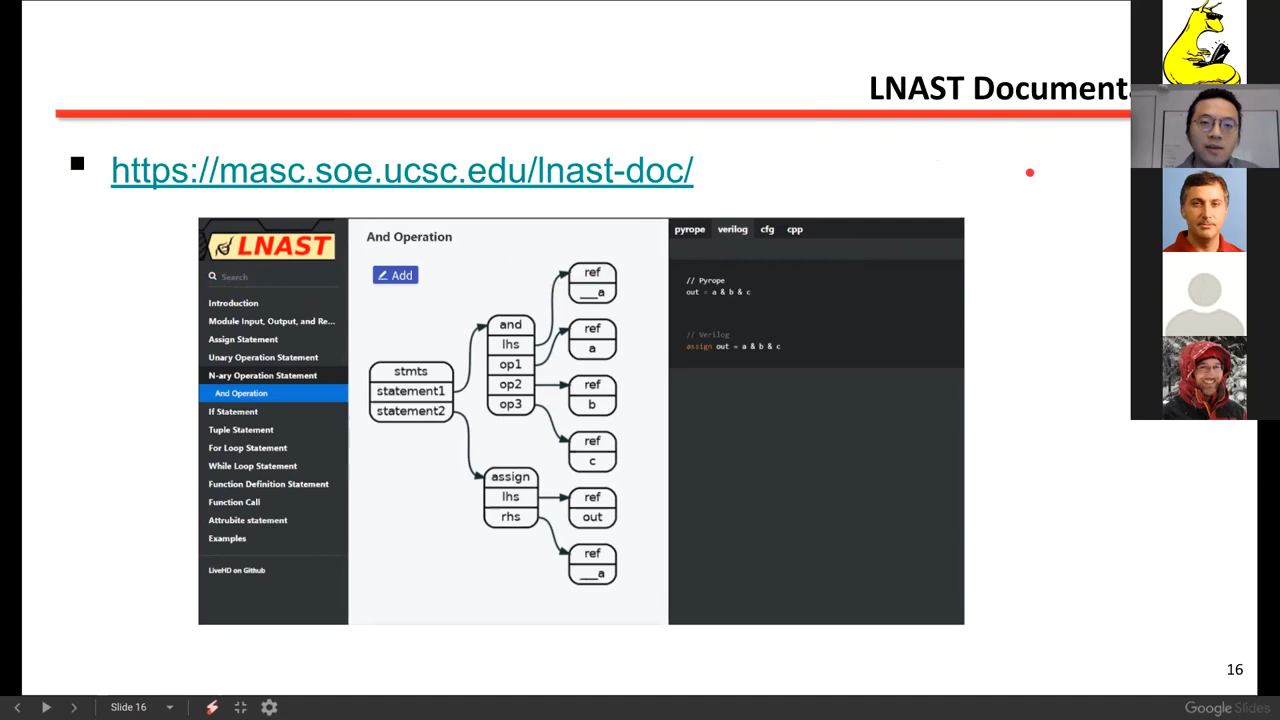 LNAST Documenta
https://masc.soe.ucsc.edu/lnast-doc/
LNAST
Search
Introduction
Module Input, Output, and Re...
Assign Statement
Unary Operation Statement
N-ary Operation Statement
And Operation
If Statement
Tuple Statement
For Loop Statement
While Loop Statement
Function Definition Statement
Function Call
Attrubite statement
Examples
LiveHD on Github
And Operation
Add
stmts
statement1
statement2
and
lhs
op1
op2
op3
assign
lhs
rhs
ref
___a
ref
a
ref
b
ref
c
ref
out
ref
___a
pyrope verilog cfg cpp
// Pyrope
out = a & b & c
// Verilog
assign out = a & b & c
16
Slide 16
Google Slides